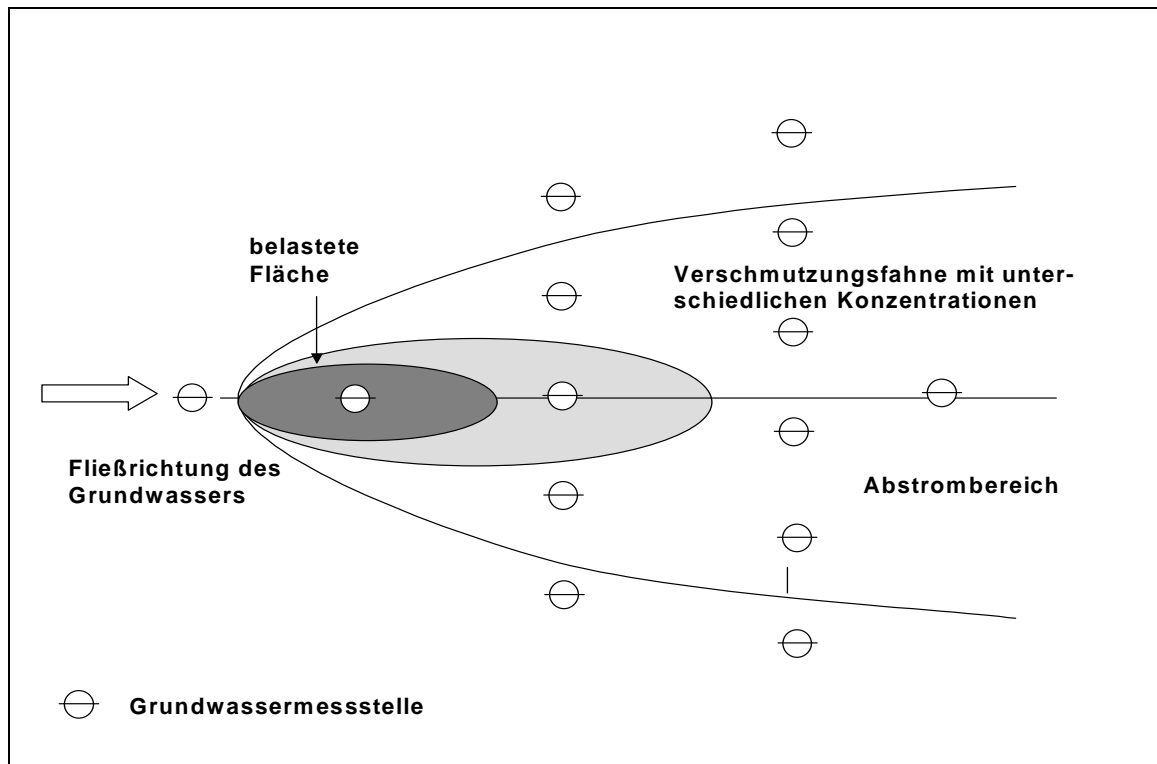 belastete
Fläche
Verschmutzungsfahne mit unter-
schiedlichen Konzentrationen
Fließrichtung des
Grundwassers
Abstrombereich
Grundwassermessstelle